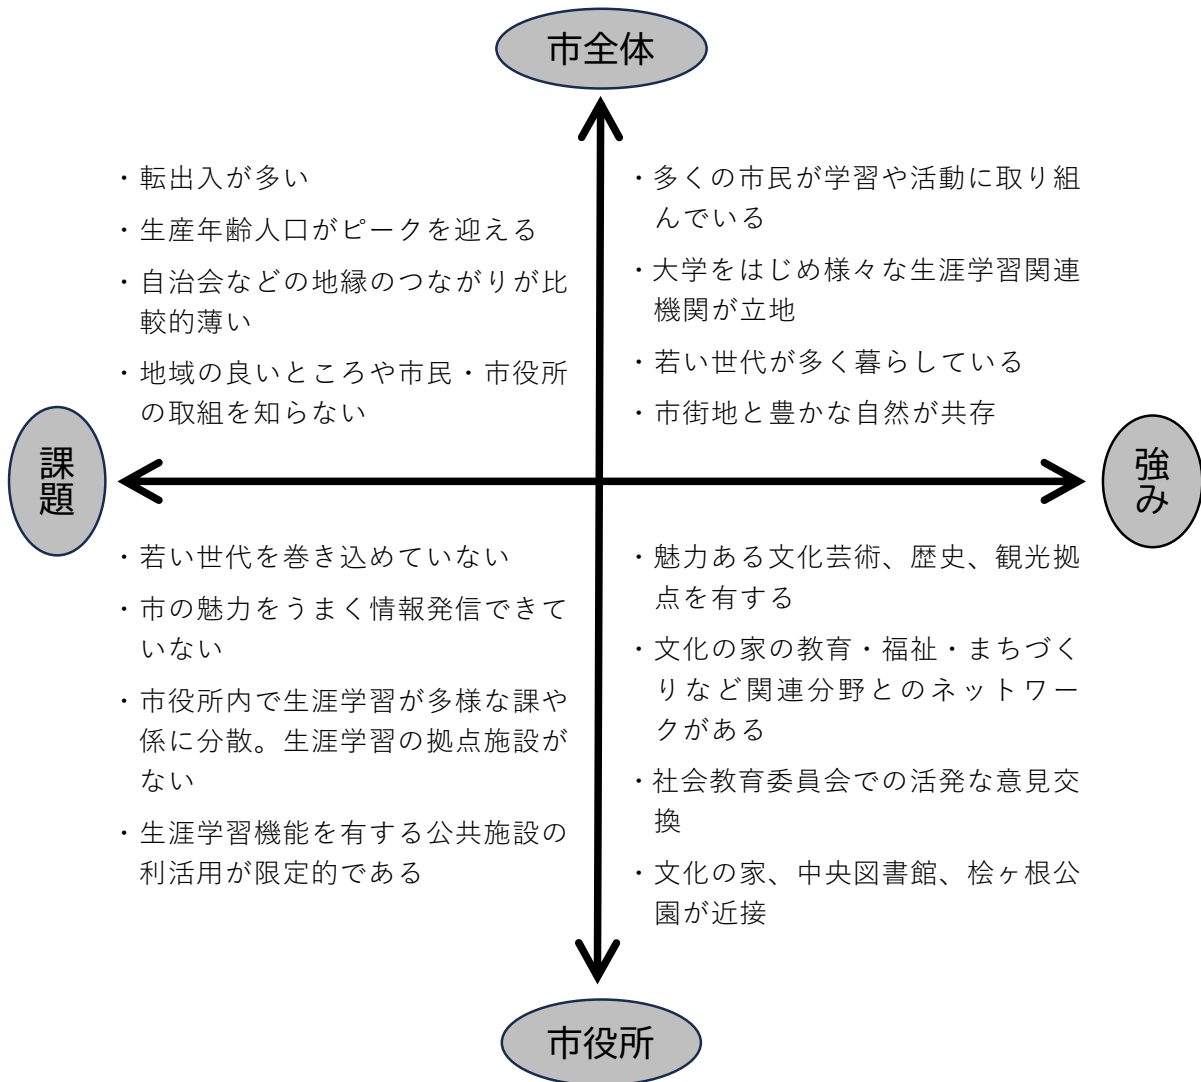 市全体
・転出入が多い
・生産年齢人口がピークを迎える
・自治会などの地縁のつながりが比
較的薄い
・地域の良いところや市民・市役所
の取組を知らない
・多くの市民が学習や活動に取り組
んでいる
・大学をはじめ様々な生涯学習関連
機関が立地
・若い世代が多く暮らしている
・市街地と豊かな自然が共存
課題
強み
・若い世代を巻き込めていない
・市の魅力をうまく情報発信できて
いない
・市役所内で生涯学習が多様な課や
係に分散。生涯学習の拠点施設が
ない
・生涯学習機能を有する公共施設の
利活用が限定的である
・魅力ある文化芸術、歴史、観光拠
点を有する
・文化の家の教育・福祉・まちづく
りなど関連分野とのネットワー
クがある
・社会教育委員会での活発な意見交
換
・文化の家、中央図書館、桧ヶ根公
園が近接
市役所